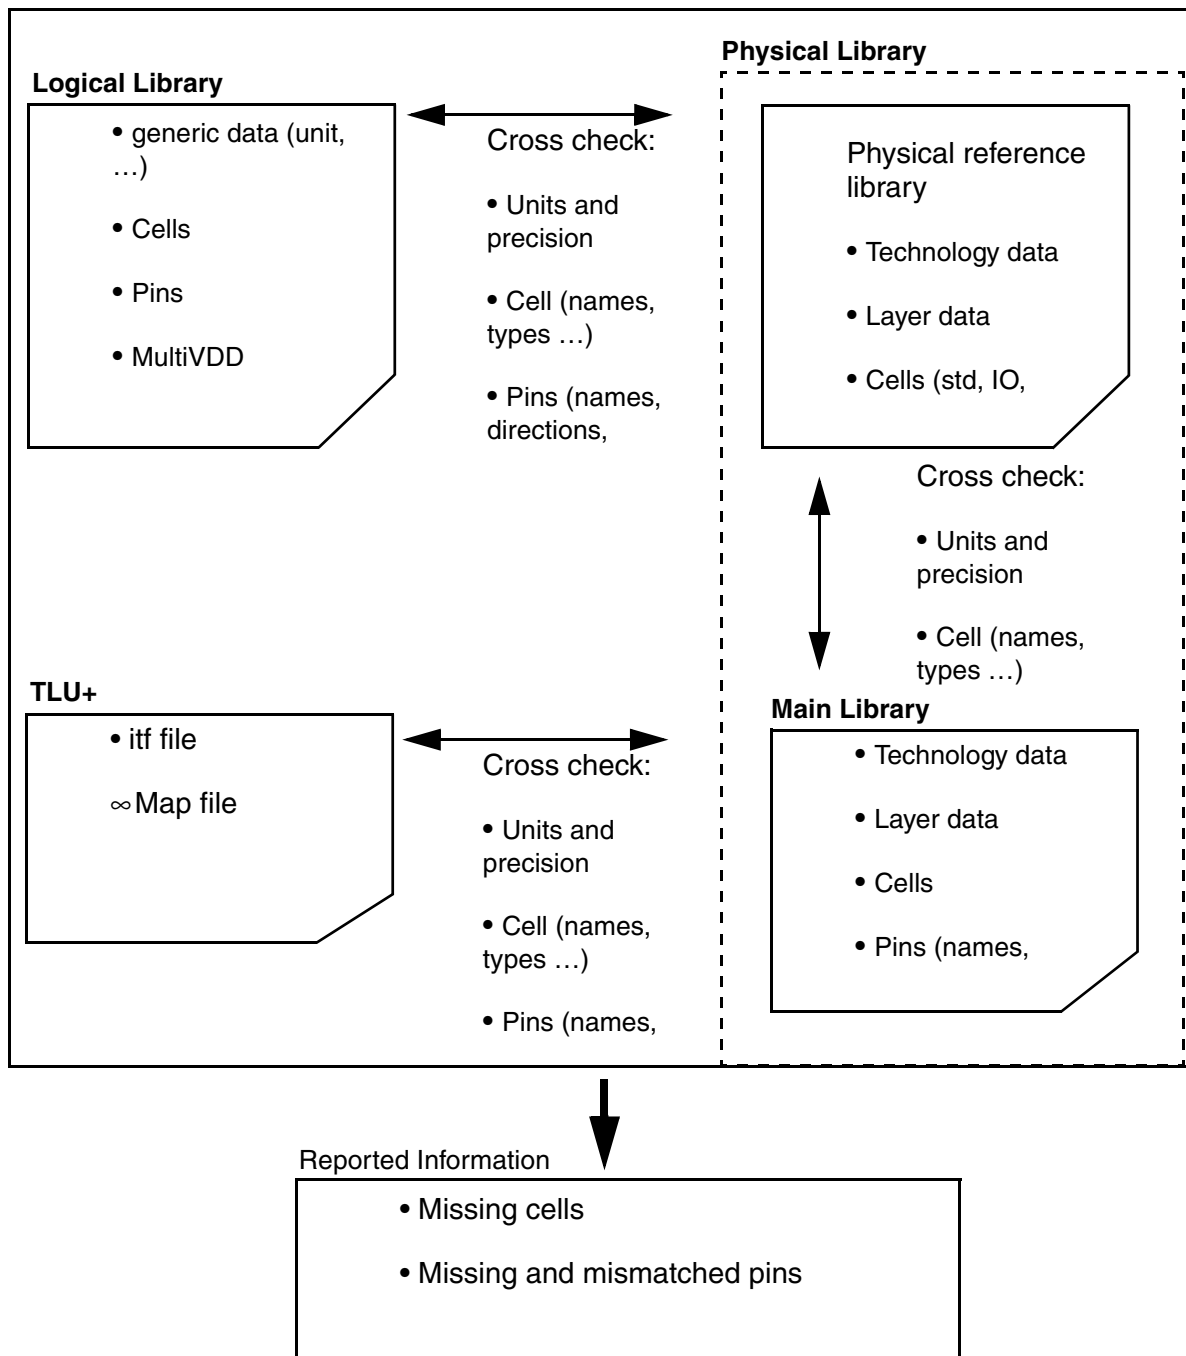 Logical Library
• generic data (unit,
…)
• Cells
• Pins
• MultiVDD
Cross check:
• Units and
precision
• Cell (names,
types …)
• Pins (names,
directions,
Physical Library
Physical reference
library
• Technology data
• Layer data
• Cells (std, IO,
Cross check:
• Units and
precision
• Cell (names,
types …)
TLU+
• itf file
∞ Map file
Cross check:
• Units and
precision
• Cell (names,
types …)
• Pins (names,
Main Library
• Technology data
• Layer data
• Cells
• Pins (names,
Reported Information
• Missing cells
• Missing and mismatched pins